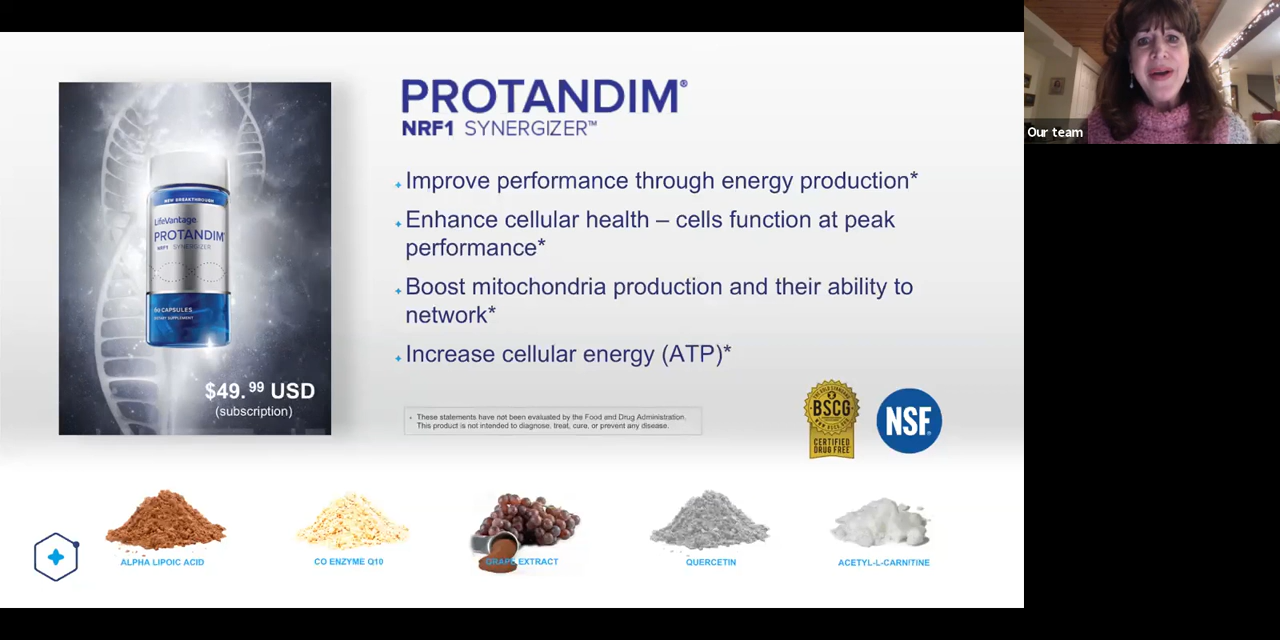 PROTANDIM®
NRF1 SYNERGIZER™
Improve performance through energy production*
Enhance cellular health – cells function at peak
performance*
Boost mitochondria production and their ability to
network*
Increase cellular energy (ATP)*
NEW BREAKTHROUGH
LifeVantage
PROTANDIM®
NRF1 SYNERGIZER
60 CAPSULES
DIETARY SUPPLEMENT
$49.99 USD
(subscription)
These statements have not been evaluated by the Food and Drug Administration.
This product is not intended to diagnose, treat, cure, or prevent any disease.
BSCG
CERTIFIED
DRUG FREE
NSF®
ALPHA LIPOIC ACID
CO ENZYME Q10
GRAPE EXTRACT
QUERCETIN
ACETYL-L-CARNITINE
Our team